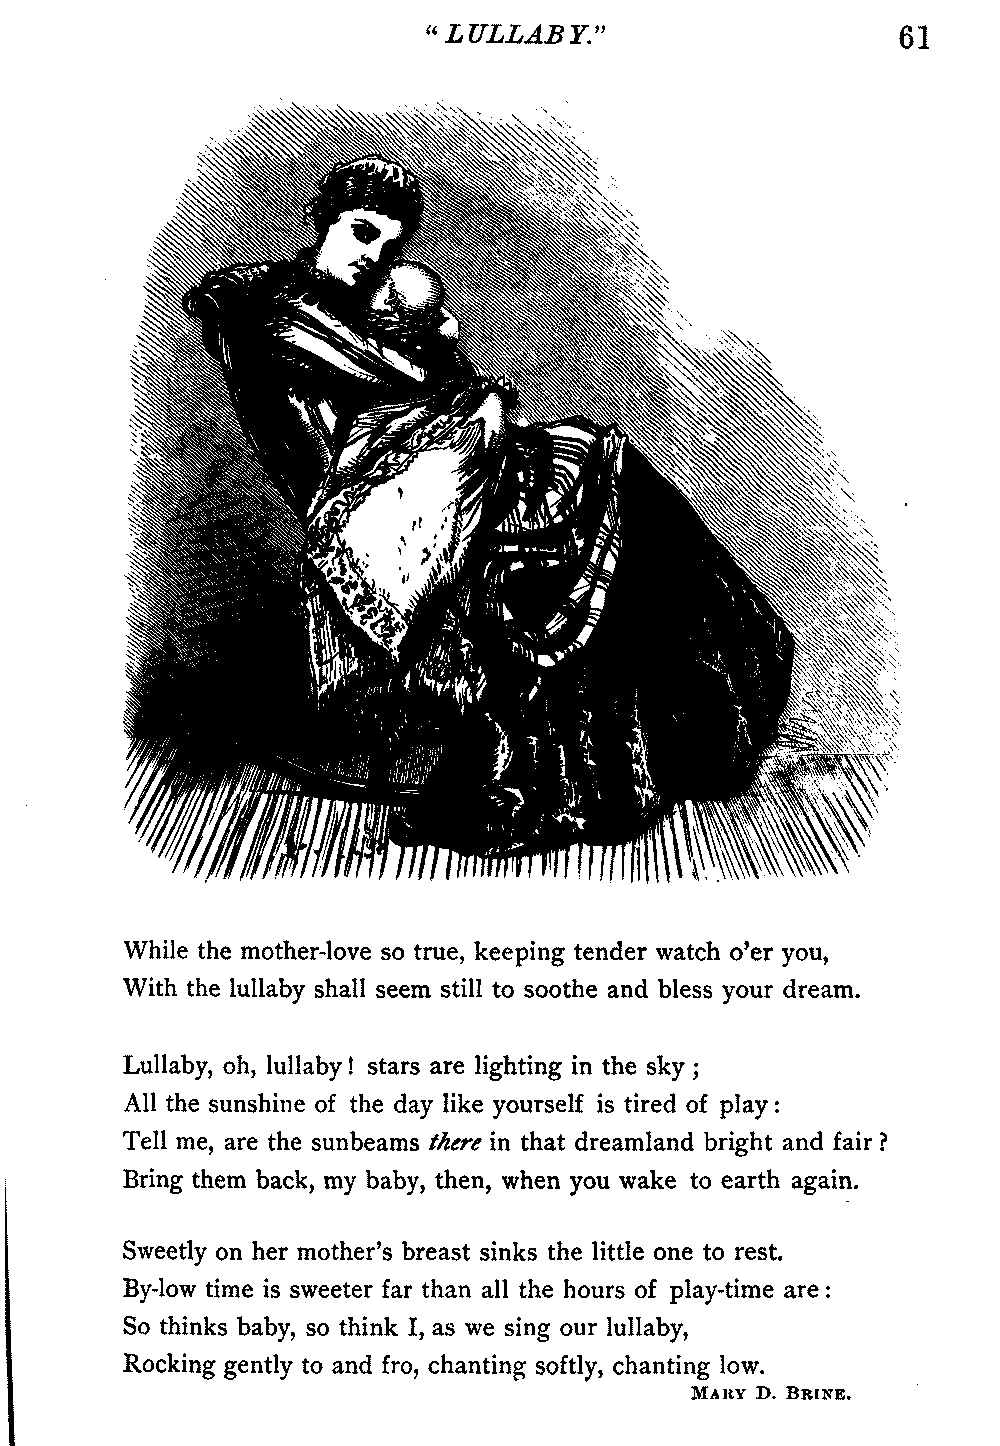 "LULLABY."
61
While the mother-love so true, keeping tender watch o'er you,
With the lullaby shall seem still to soothe and bless your dream.
Lullaby, oh, lullaby! stars are lighting in the sky;
All the sunshine of the day like yourself is tired of play:
Tell me, are the sunbeams there in that dreamland bright and fair?
Bring them back, my baby, then, when you wake to earth again.
Sweetly on her mother's breast sinks the little one to rest.
By-low time is sweeter far than all the hours of play-time are:
So thinks baby, so think I, as we sing our lullaby,
Rocking gently to and fro, chanting softly, chanting low.
MARY D. BRINE.